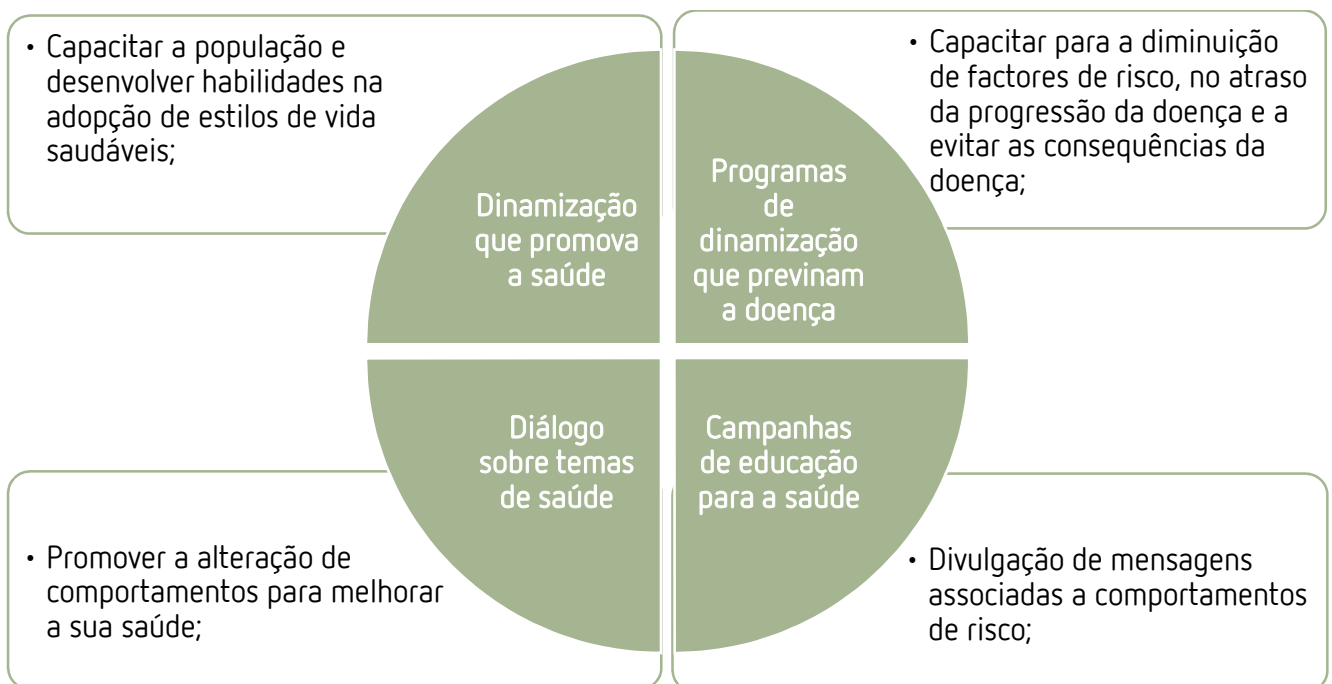 • Capacitar a população e
desenvolver habilidades na
adopção de estilos de vida
saudáveis;
Dinamização
que promova
a saúde
Programas
de
dinamização
que previnam
a doença
• Capacitar para a diminuição
de factores de risco, no atraso
da progressão da doença e a
evitar as consequências da
doença;
• Promover a alteração de
comportamentos para melhorar
a sua saúde;
Diálogo
sobre temas
de saúde
Campanhas
de educação
para a saúde
• Divulgação de mensagens
associadas a comportamentos
de risco;